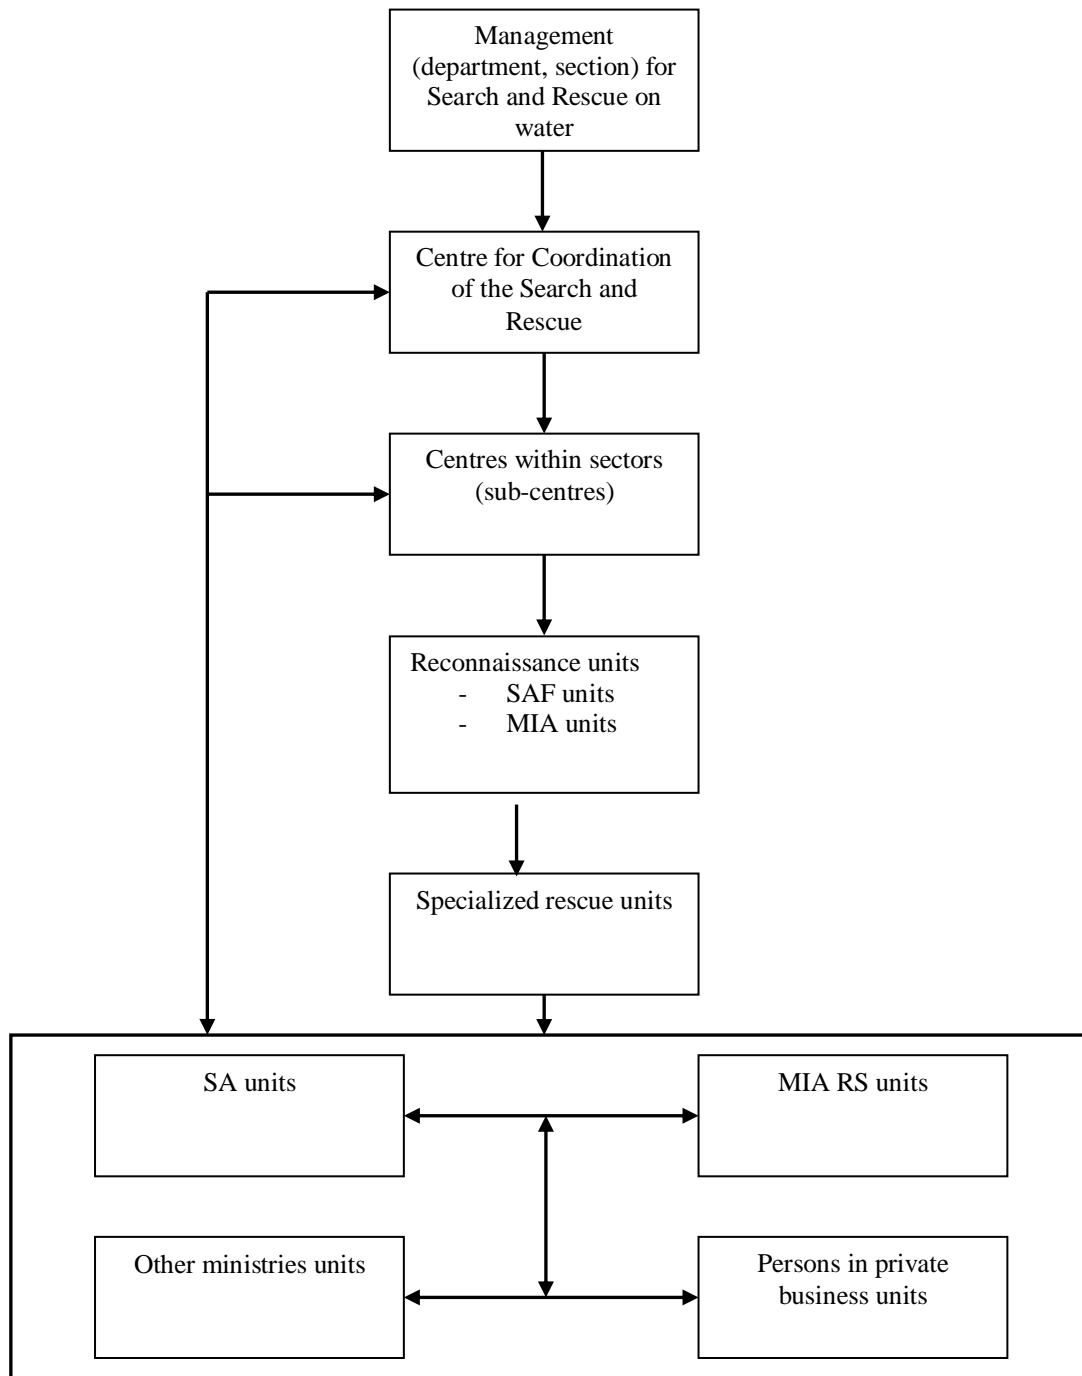 Management
(department, section) for
Search and Rescue on
water
Centre for Coordination
of the Search and
Rescue
Centres within sectors
(sub-centres)
Reconnaissance units
- SAF units
- MIA units
Specialized rescue units
SA units
MIA RS units
Other ministries units
Persons in private
business units